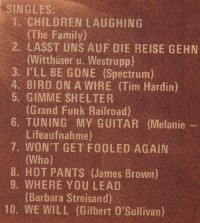 SINGLES:
1. CHILDREN LAUGHING
(The Family)
2. LASST UNS AUF DIE REISE GEHN
(Witthüser u. Westrupp)
3. I'LL BE GONE (Spectrum)
4. BIRD ON A WIRE (Tim Hardin)
5. GIMME SHELTER
(Grand Funk Railroad)
6. TUNING MY GUITAR (Melanie –
Lifeaufnahme)
7. WON'T GET FOOLED AGAIN
(Who)
8. HOT PANTS (James Brown)
9. WHERE YOU LEAD
(Barbara Streisand)
10. WE WILL (Gilbert O'Sullivan)